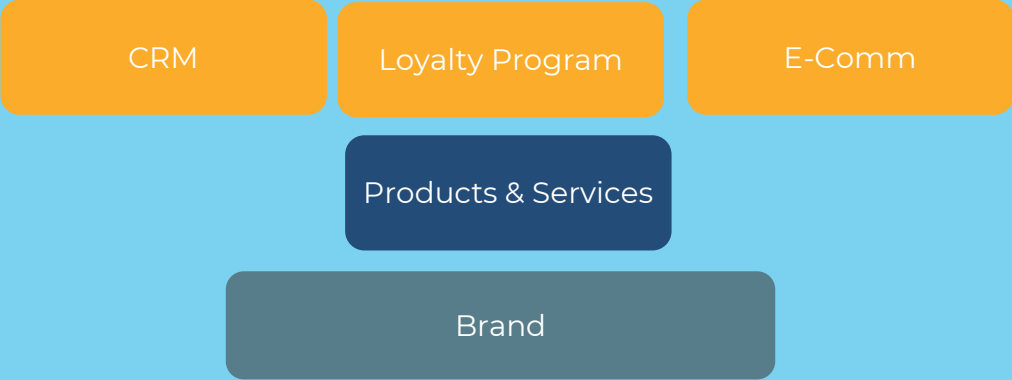 CRM
Loyalty Program
E-Comm
Products & Services
Brand